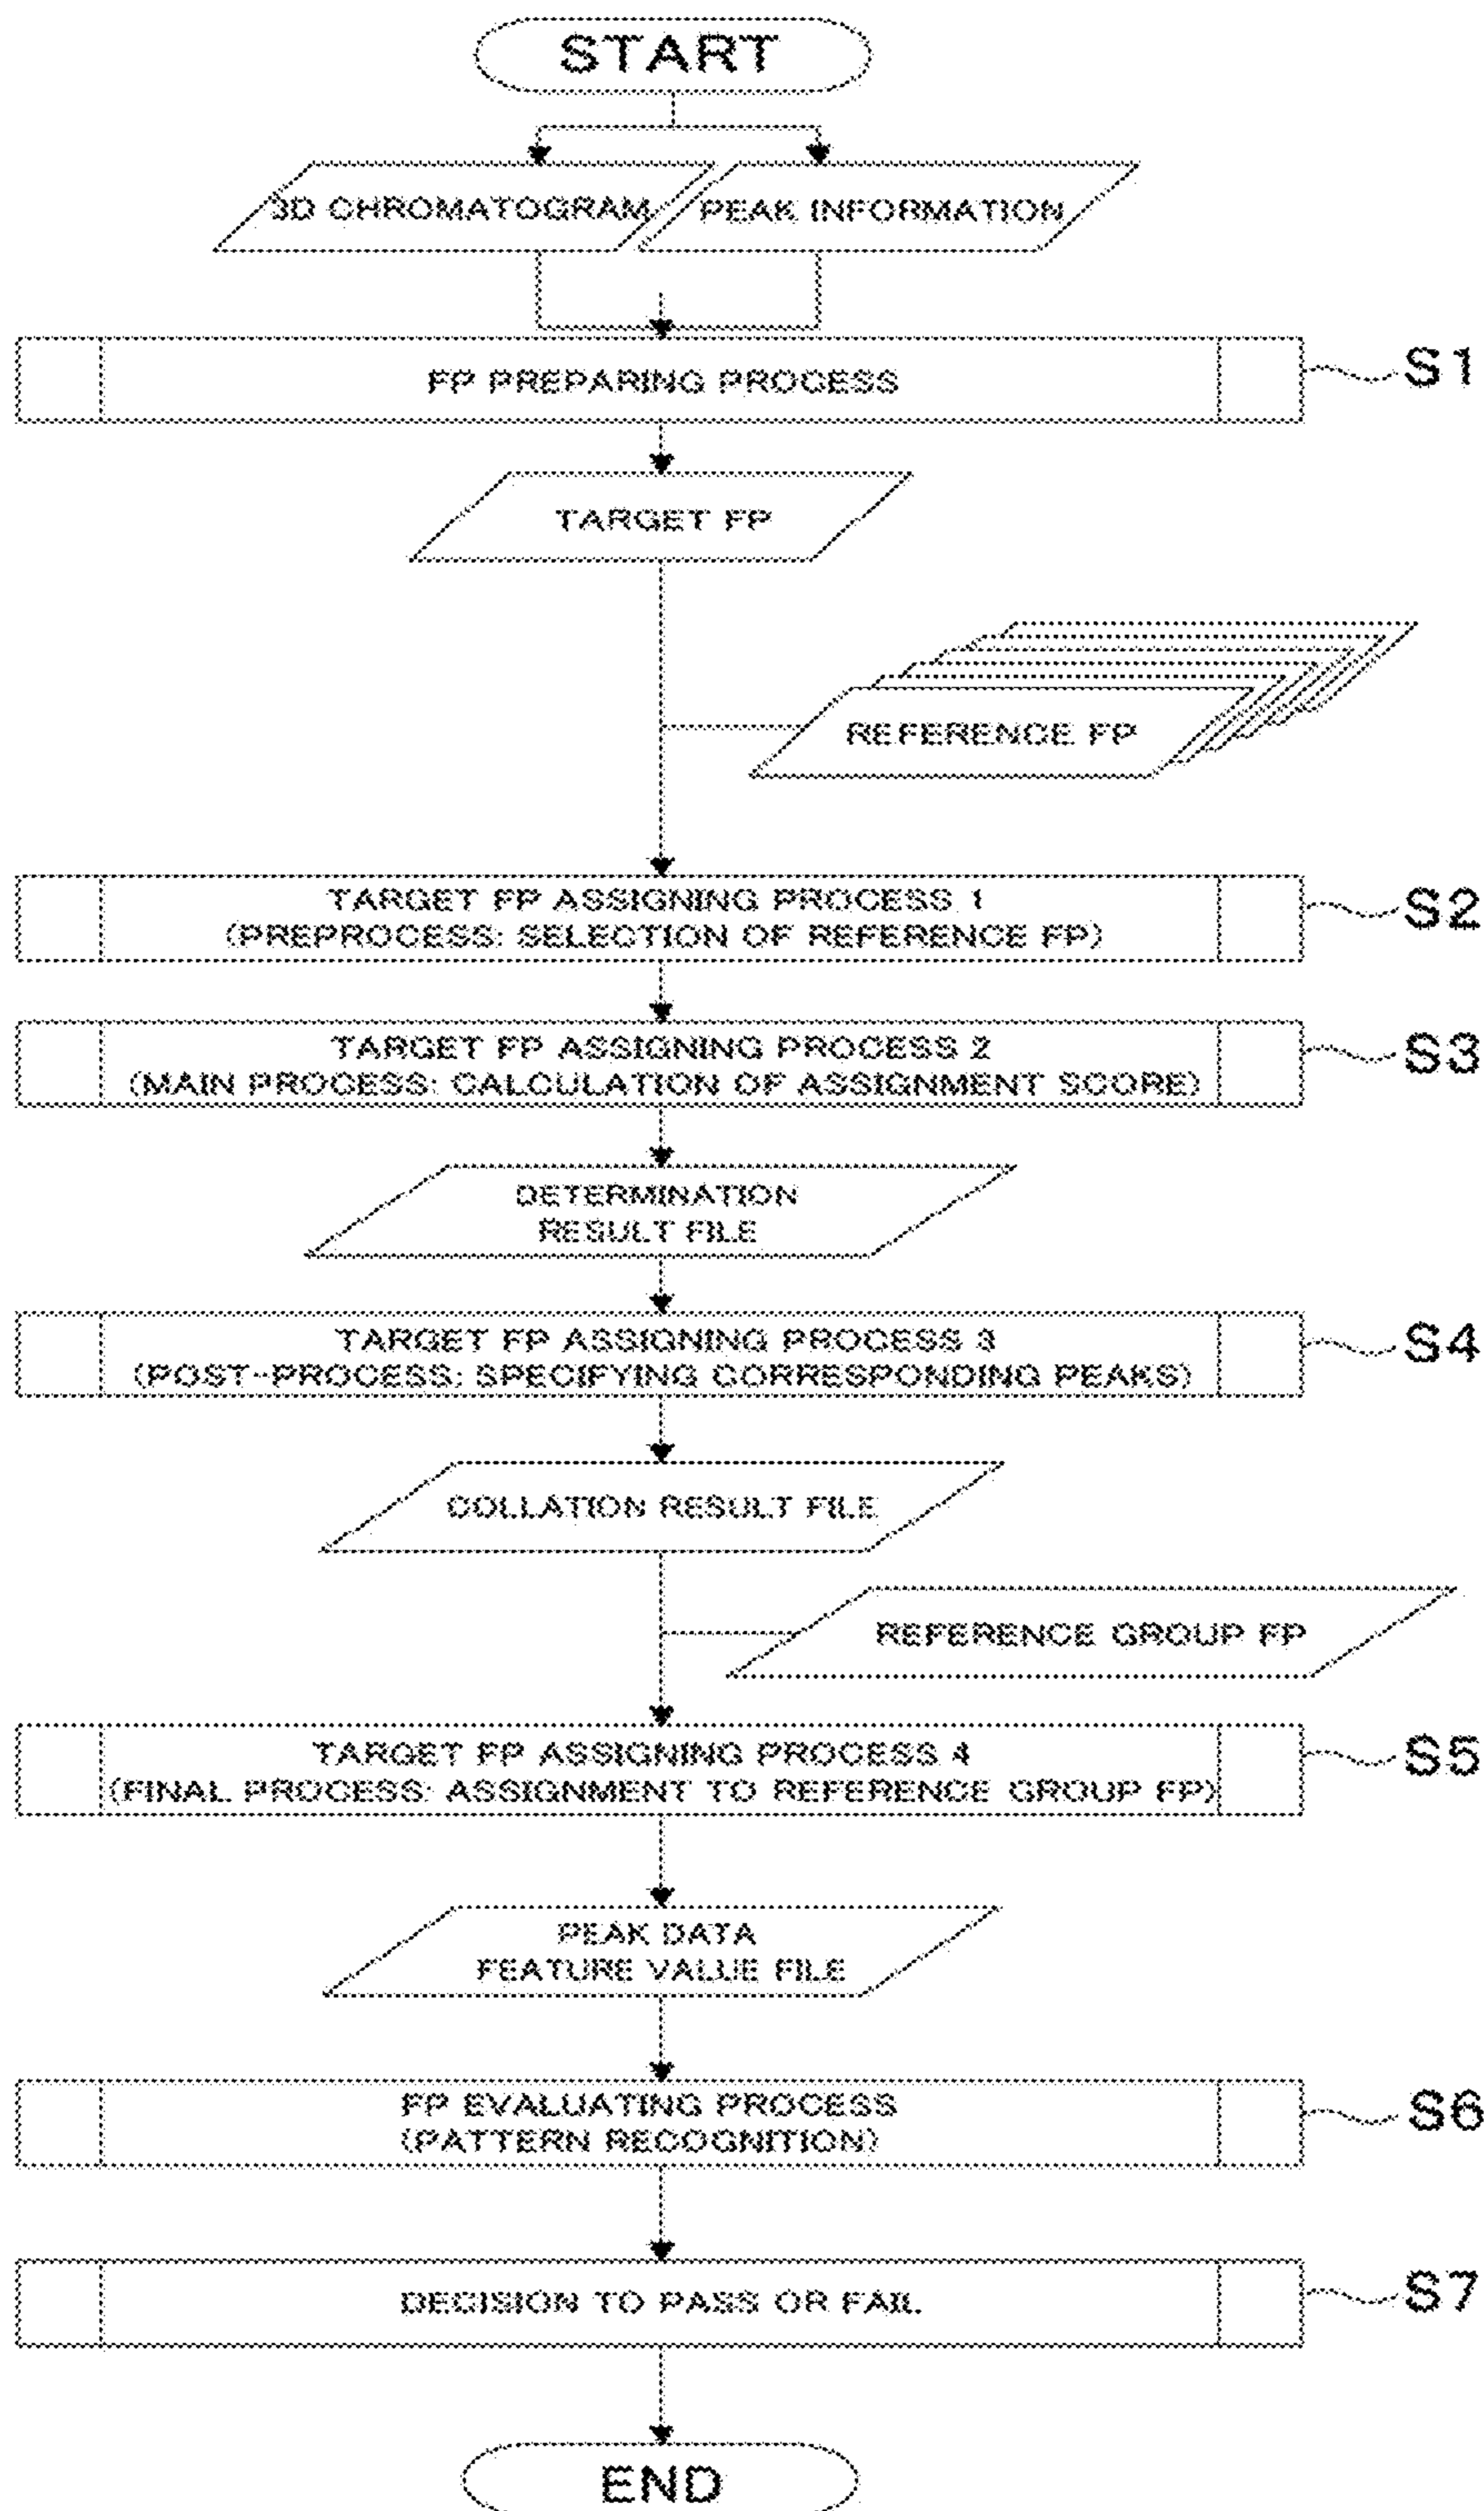 START
3D CHROMATOGRAM
PEAK INFORMATION
FP PREPARING PROCESS
S1
TARGET FP
REFERENCE FP
TARGET FP ASSIGNING PROCESS 1
(PREPROCESS: SELECTION OF REFERENCE FP)
S2
TARGET FP ASSIGNING PROCESS 2
(MAIN PROCESS: CALCULATION OF ASSIGNMENT SCORE)
S3
DETERMINATION
RESULT FILE
TARGET FP ASSIGNING PROCESS 3
(POST-PROCESS: SPECIFYING CORRESPONDING PEAKS)
S4
COLLATION RESULT FILE
REFERENCE GROUP FP
TARGET FP ASSIGNING PROCESS 4
(FINAL PROCESS: ASSIGNMENT TO REFERENCE GROUP FP)
S5
PEAK DATA
FEATURE VALUE FILE
FP EVALUATING PROCESS
(PATTERN RECOGNITION)
S6
DECISION TO PASS OR FAIL
S7
END